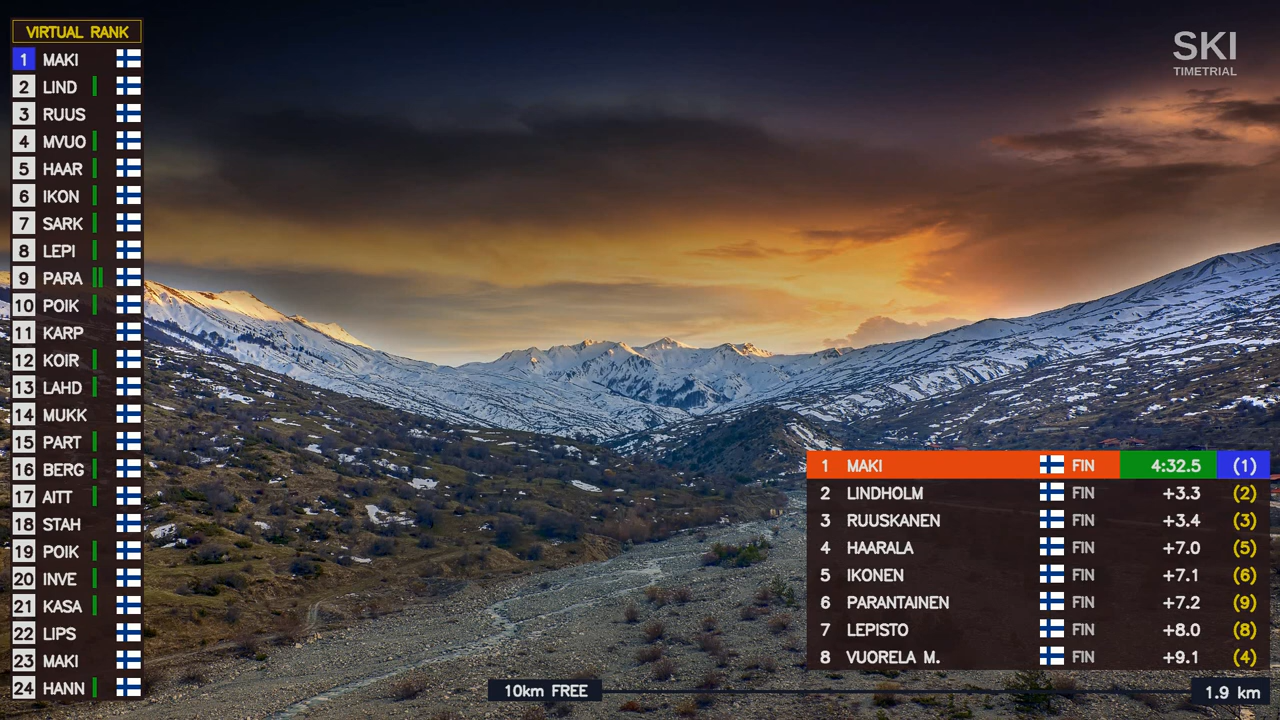 VIRTUAL RANK
1 MAKI
2 LIND
3 RUUS
4 MVUO
5 HAAR
6 IKON
7 SARK
8 LEPI
9 PARA
10 POIK
11 KARP
12 KOIR
13 LAHD
14 MUKK
15 PART
16 BERG
17 AITT
18 STAH
19 POIK
20 INVE
21 KASA
22 LIPS
23 MAKI
24 HANN
SKI
TIMETRIAL
1 MAKI FIN 4:32.5 (1)
2 LINDHOLM FIN +3.3 (2)
3 RUUSKANEN FIN +3.4 (3)
4 HAARALA FIN +7.0 (5)
5 IKONEN FIN +7.1 (6)
6 PARANTAINEN FIN +7.2 (9)
7 LEPISTO FIN +8.0 (8)
8 VUORELA M. FIN +9.1 (4)
10km FREE
1.9 km